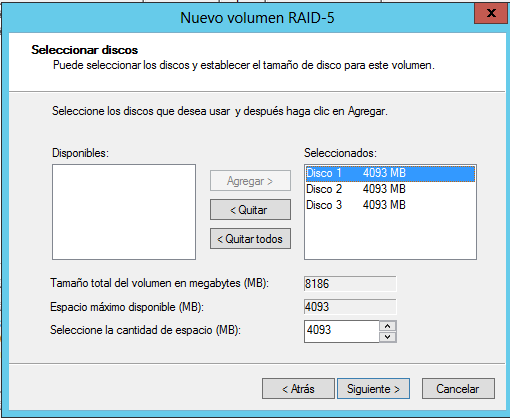 Nuevo volumen RAID-5
x
Seleccionar discos
Puede seleccionar los discos y establecer el tamaño de disco para este volumen.
Seleccione los discos que desea usar y después haga clic en Agregar.
Disponibles:
Seleccionados:
Agregar >
< Quitar
< Quitar todos
Disco 1 4093 MB
Disco 2 4093 MB
Disco 3 4093 MB
Tamaño total del volumen en megabytes (MB): 8186
Espacio máximo disponible (MB): 4093
Seleccione la cantidad de espacio (MB): 4093
< Atrás Siguiente > Cancelar